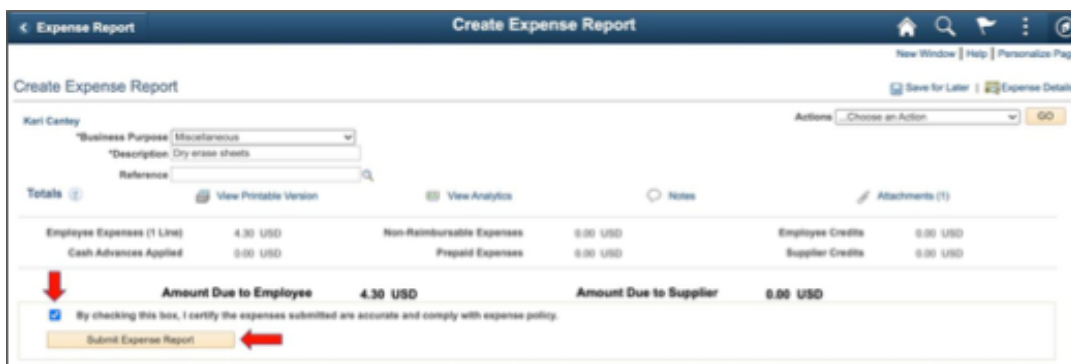 Expense Report Create Expense Report
New Window | Help | Personalize Pag
Create Expense Report Save for Later | Expense Details
Kari Cantey Actions ...Choose an Action GO
*Business Purpose Miscellaneous
*Description Dry erase sheets
Reference
Totals View Printable Version View Analytics Notes Attachments (1)
Employee Expenses (1 Line) 4.30 USD Non-Reimbursable Expenses 0.00 USD Employee Credits 0.00 USD
Cash Advances Applied 0.00 USD Prepaid Expenses 0.00 USD Supplier Credits 0.00 USD
Amount Due to Employee 4.30 USD Amount Due to Supplier 0.00 USD
By checking this box, I certify the expenses submitted are accurate and comply with expense policy.
Submit Expense Report